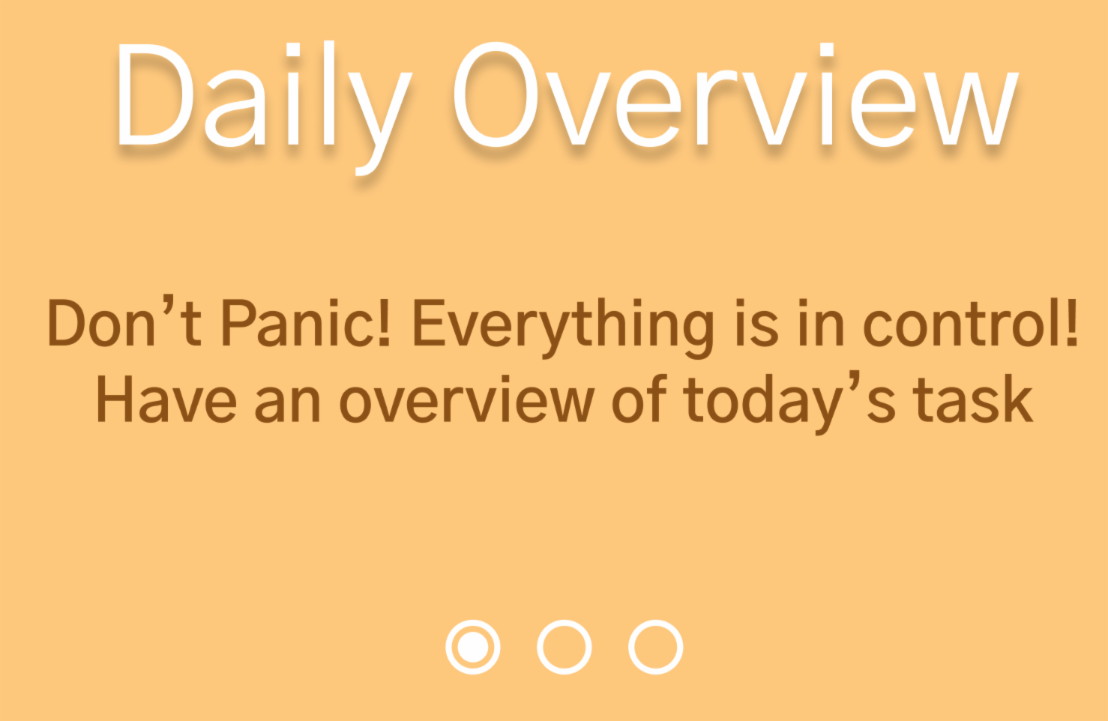 Daily Overview
Don’t Panic! Everything is in control!
Have an overview of today’s task